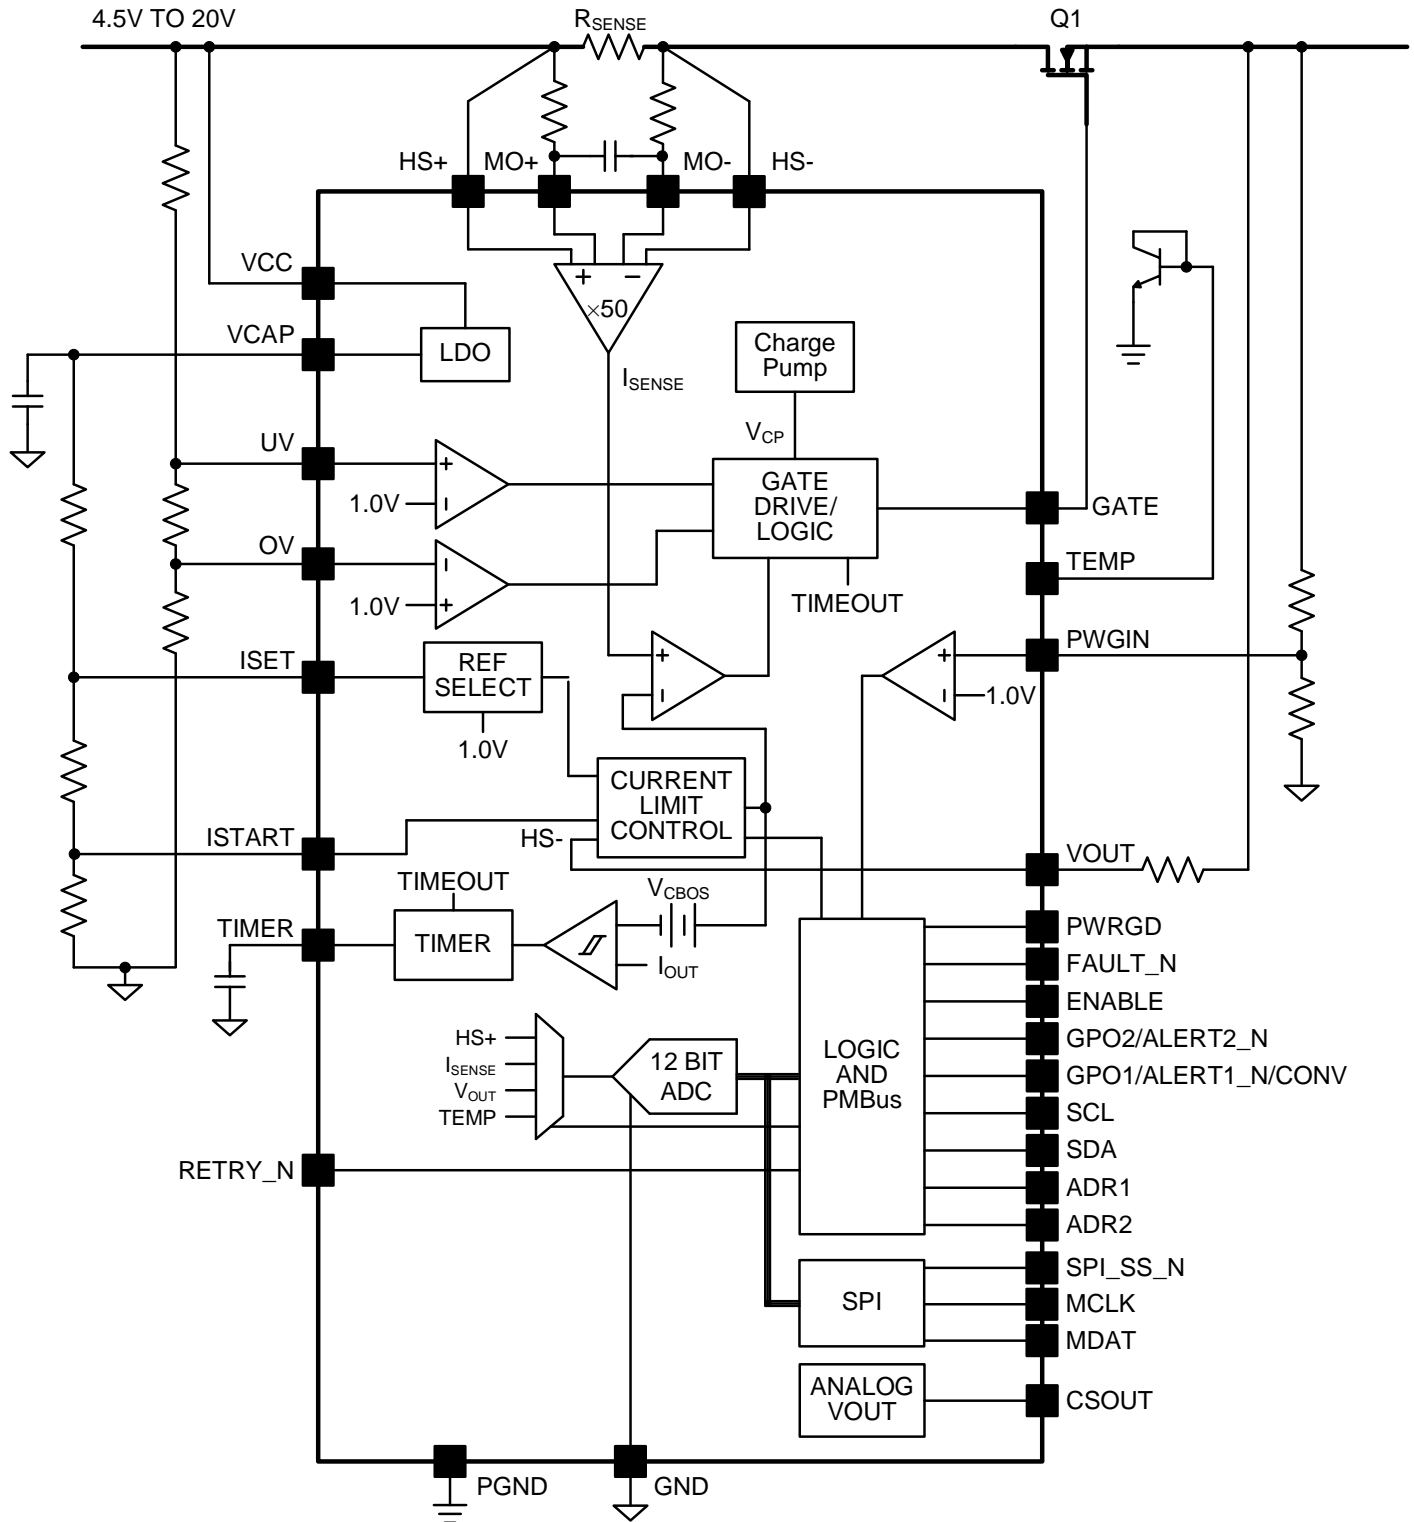 4.5V TO 20V
RSENSE
Q1
HS+
MO+
MO-
HS-
VCC
+
−
×50
VCAP
LDO
Charge
Pump
ISENSE
VCP
UV
+
1.0V
−
GATE
DRIVE/
LOGIC
GATE
OV
−
1.0V
+
TIMEOUT
TEMP
ISET
REF
SELECT
1.0V
+
−
PWGIN
+
−
1.0V
CURRENT
LIMIT
CONTROL
ISTART
HS-
VOUT
TIMEOUT
VCBOS
TIMER
TIMER
IOUT
PWRGD
FAULT_N
ENABLE
GPO2/ALERT2_N
GPO1/ALERT1_N/CONV
SCL
SDA
ADR1
ADR2
HS+
ISENSE
VOUT
TEMP
12 BIT
ADC
LOGIC
AND
PMBus
RETRY_N
SPI
SPI_SS_N
MCLK
MDAT
ANALOG
VOUT
CSOUT
PGND
GND